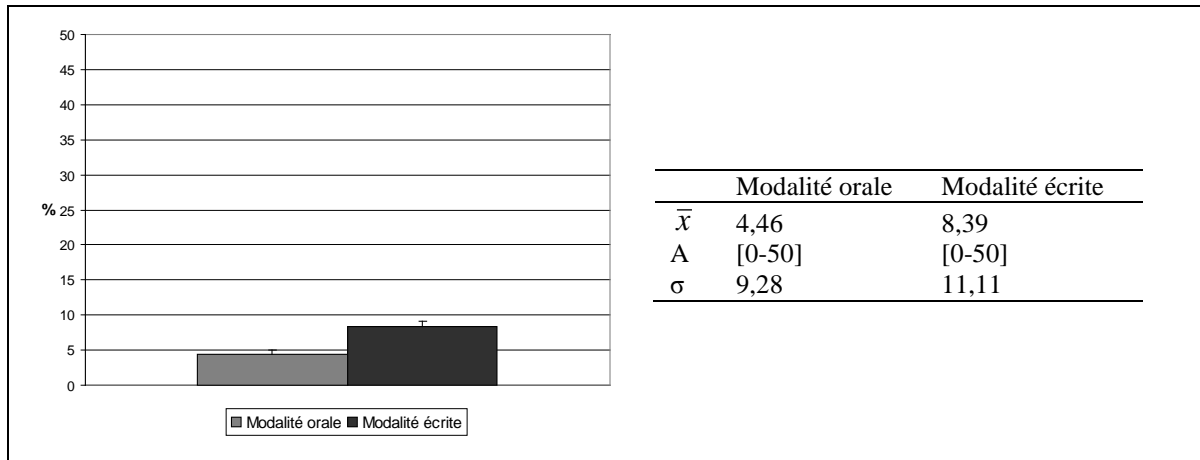 50
45
40
35
30
% 25
20
15
10
5
0
Modalité orale Modalité écrite
Modalité orale Modalité écrite
x̄ 4,46 8,39
A [0-50] [0-50]
σ 9,28 11,11